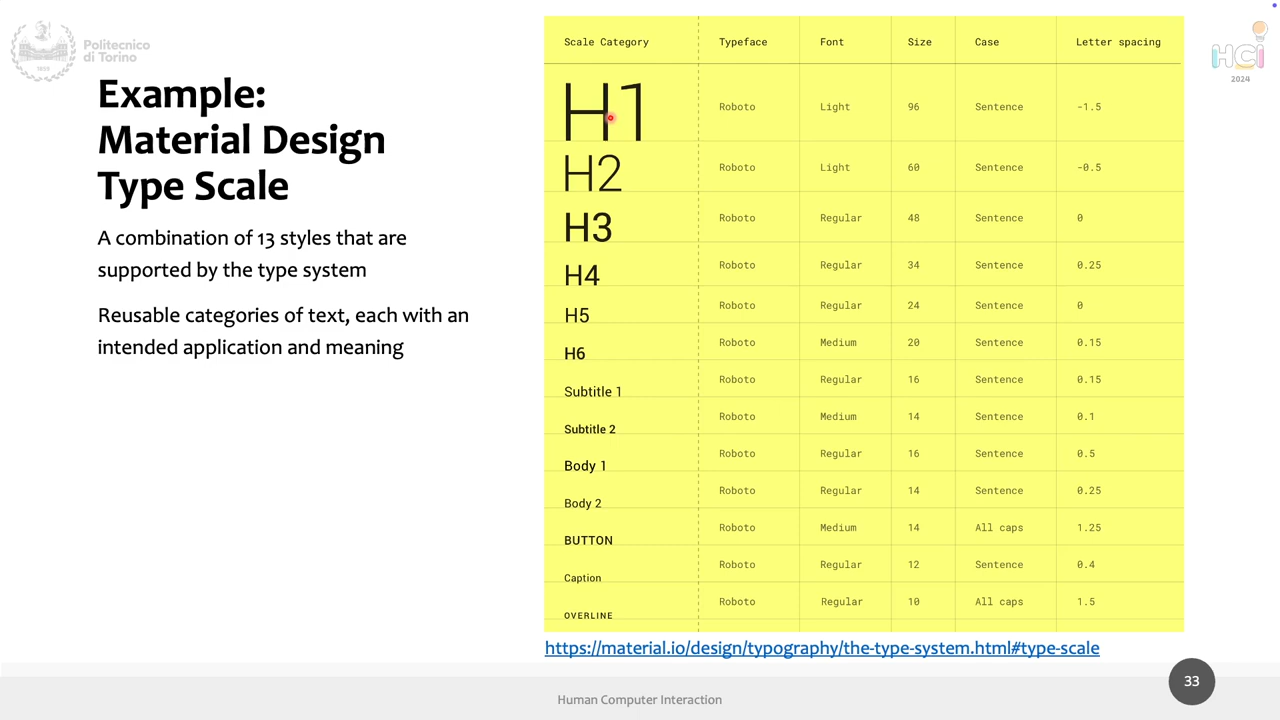 Politecnico
di Torino
1859
HCI
2024
Example:
Material Design
Type Scale
A combination of 13 styles that are
supported by the type system
Reusable categories of text, each with an
intended application and meaning
Scale Category Typeface Font Size Case Letter spacing
H1 Roboto Light 96 Sentence -1.5
H2 Roboto Light 60 Sentence -0.5
H3 Roboto Regular 48 Sentence 0
H4 Roboto Regular 34 Sentence 0.25
H5 Roboto Regular 24 Sentence 0
H6 Roboto Medium 20 Sentence 0.15
Subtitle 1 Roboto Regular 16 Sentence 0.15
Subtitle 2 Roboto Medium 14 Sentence 0.1
Body 1 Roboto Regular 16 Sentence 0.5
Body 2 Roboto Regular 14 Sentence 0.25
BUTTON Roboto Medium 14 All caps 1.25
Caption Roboto Regular 12 Sentence 0.4
OVERLINE Roboto Regular 10 All caps 1.5
https://material.io/design/typography/the-type-system.html#type-scale
Human Computer Interaction
33